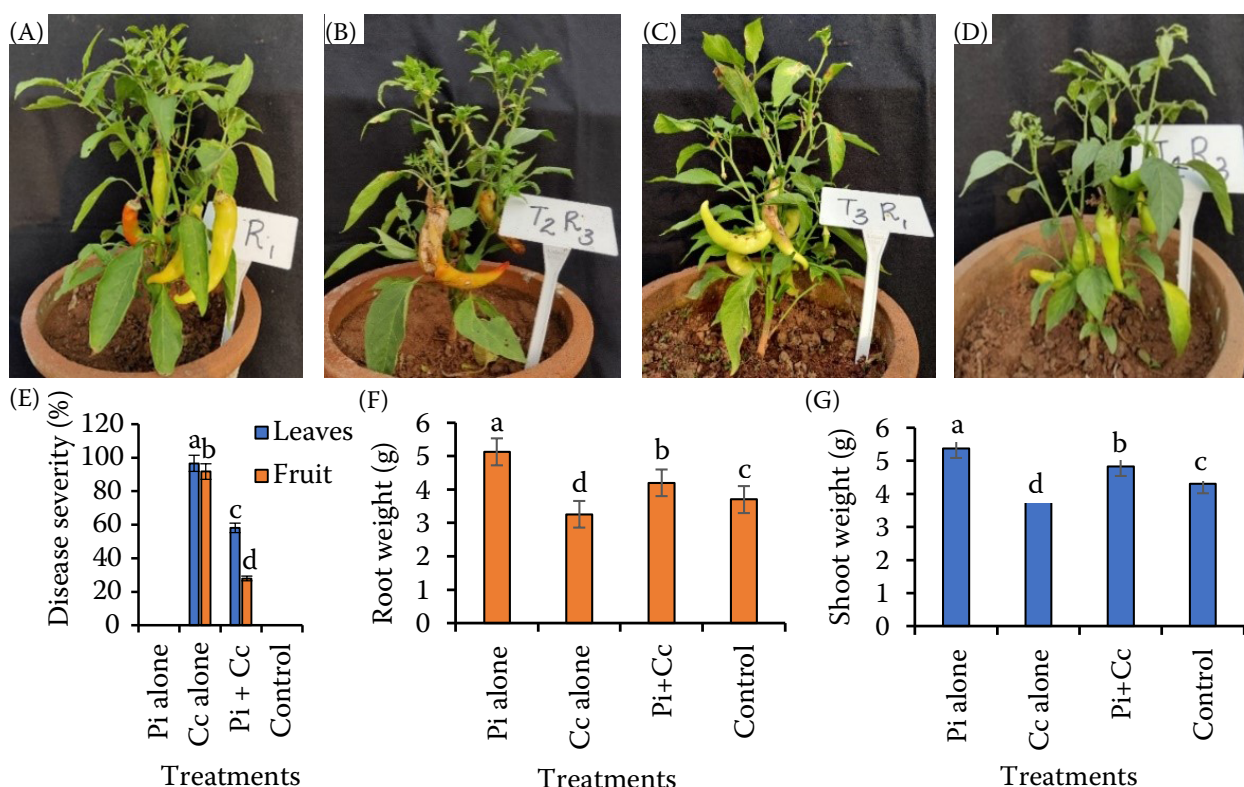 (A)
(B)
(C)
(D)
R1
T2 R3
T3 R1
T4 R3
(E)
Disease severity (%)
120
100
80
60
40
20
0
Leaves
Fruit
a
b
c
d
Pi alone
Cc alone
Pi + Cc
Control
Treatments
(F)
Root weight (g)
6
5
4
3
2
1
0
a
d
b
c
Pi alone
Cc alone
Pi+Cc
Control
Treatments
(G)
Shoot weight (g)
6
5
4
3
2
1
0
a
d
b
c
Pi alone
Cc alone
Pi+Cc
Control
Treatments